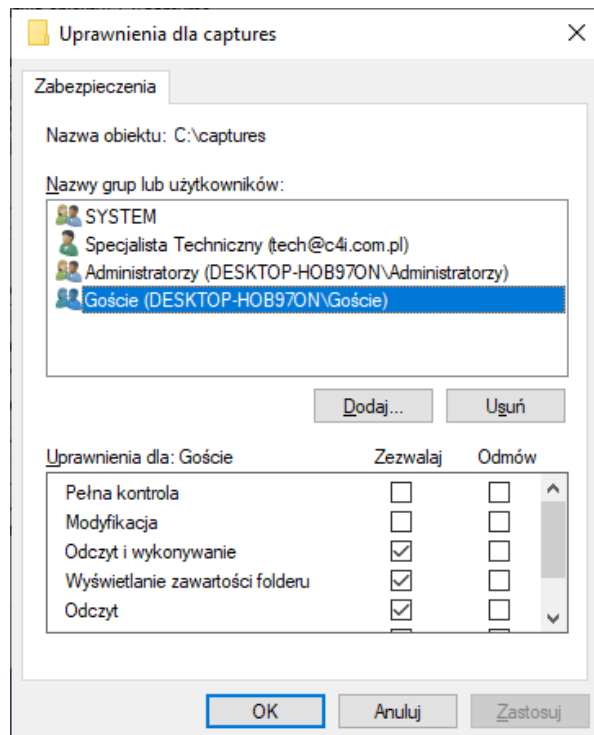 Uprawnienia dla captures
Zabezpieczenia
Nazwa obiektu: C:\captures
Nazwy grup lub użytkowników:
SYSTEM
Specjalista Techniczny (tech@c4i.com.pl)
Administratorzy (DESKTOP-HOB97ON\Administratorzy)
Goście (DESKTOP-HOB97ON\Goście)
Dodaj... Usuń
Uprawnienia dla: Goście Zezwalaj Odmów
Pełna kontrola
Modyfikacja
Odczyt i wykonywanie
Wyświetlanie zawartości folderu
Odczyt
OK Anuluj Zastosuj